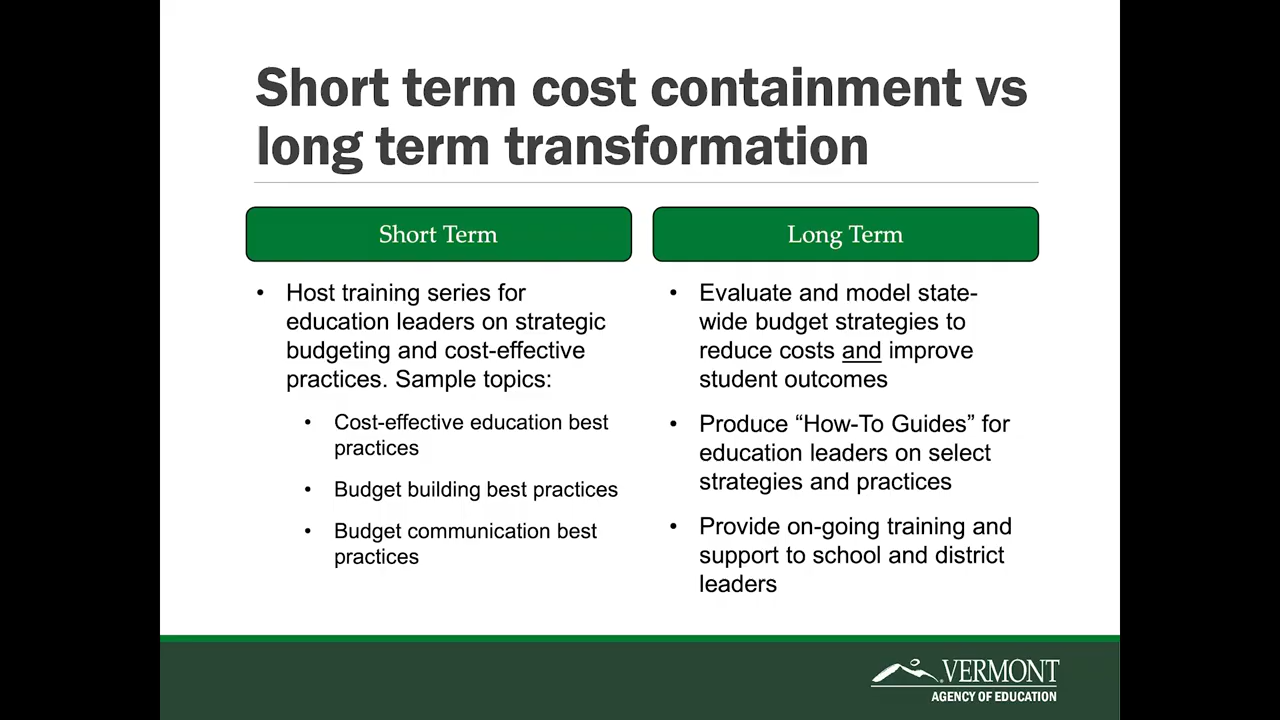 Short term cost containment vs
long term transformation
Short Term
• Host training series for
education leaders on strategic
budgeting and cost-effective
practices. Sample topics:
• Cost-effective education best
practices
• Budget building best practices
• Budget communication best
practices
Long Term
• Evaluate and model state-
wide budget strategies to
reduce costs and improve
student outcomes
• Produce “How-To Guides” for
education leaders on select
strategies and practices
• Provide on-going training and
support to school and district
leaders
VERMONT
AGENCY OF EDUCATION